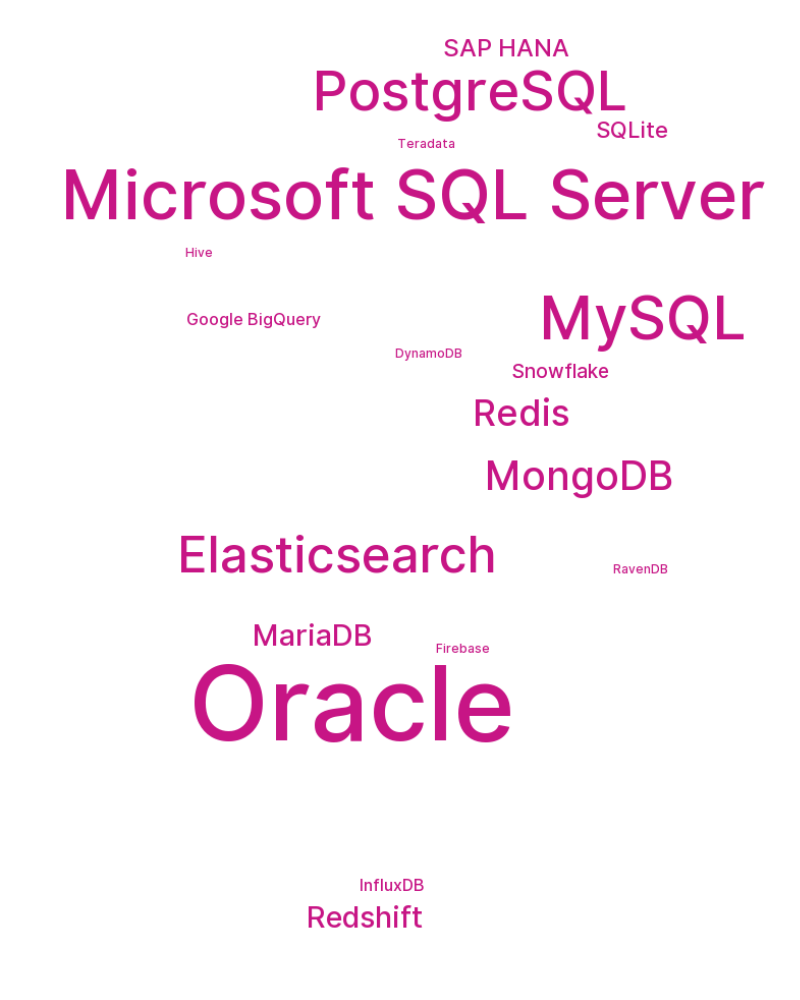 SAP HANA
PostgreSQL
SQLite
Teradata
Microsoft SQL Server
Hive
Google BigQuery
MySQL
DynamoDB
Snowflake
Redis
MongoDB
Elasticsearch
RavenDB
MariaDB
Firebase
Oracle
InfluxDB
Redshift